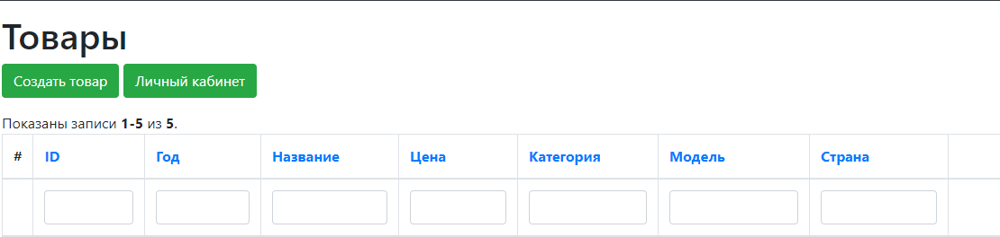 Товары
Создать товар Личный кабинет
Показаны записи 1-5 из 5.
# ID Год Название Цена Категория Модель Страна